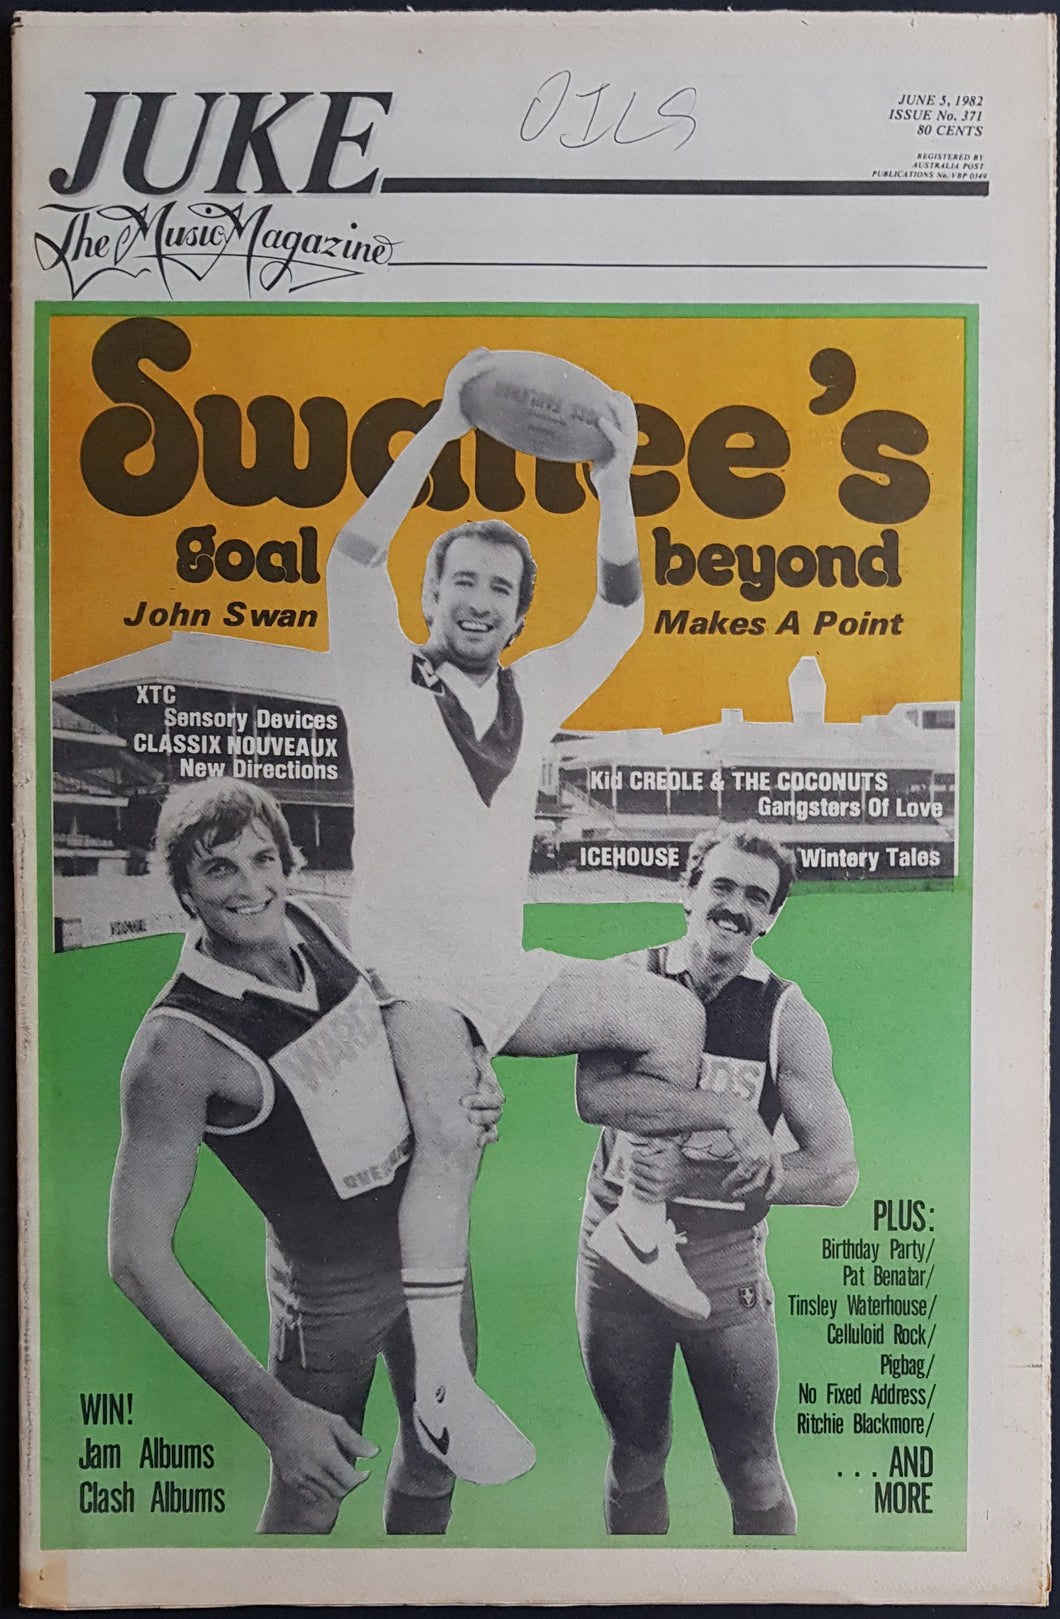 JUKE
The Music Magazine
OILS
JUNE 5, 1982
ISSUE No. 371
80 CENTS
REGISTERED BY
AUSTRALIA POST
PUBLICATIONS No. VBP 0349
Swanee's
goal beyond
John Swan Makes A Point
XTC
Sensory Devices
CLASSIX NOUVEAUX
New Directions
Kid CREOLE & THE COCONUTS
Gangsters Of Love
ICEHOUSE Wintery Tales
PLUS:
Birthday Party/
Pat Benatar/
Tinsley Waterhouse/
Celluloid Rock/
Pigbag/
No Fixed Address/
Ritchie Blackmore/
. . . AND
MORE
WIN!
Jam Albums
Clash Albums